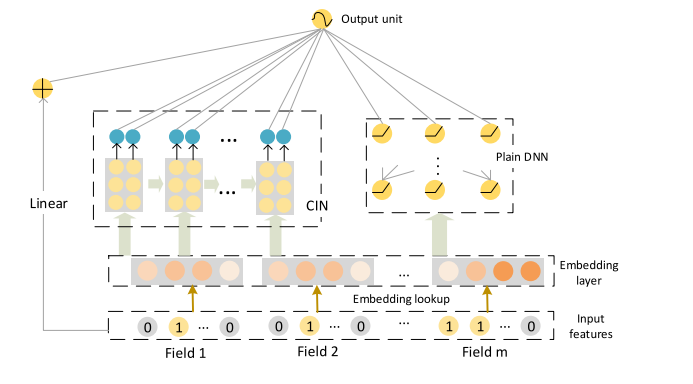 Output unit
...
Plain DNN
...
CIN
Linear
...
Embedding
layer
Embedding lookup
0 1 ... 0 0 1 ... 0 ... 1 1 ... 0
Input
features
Field 1 Field 2 Field m